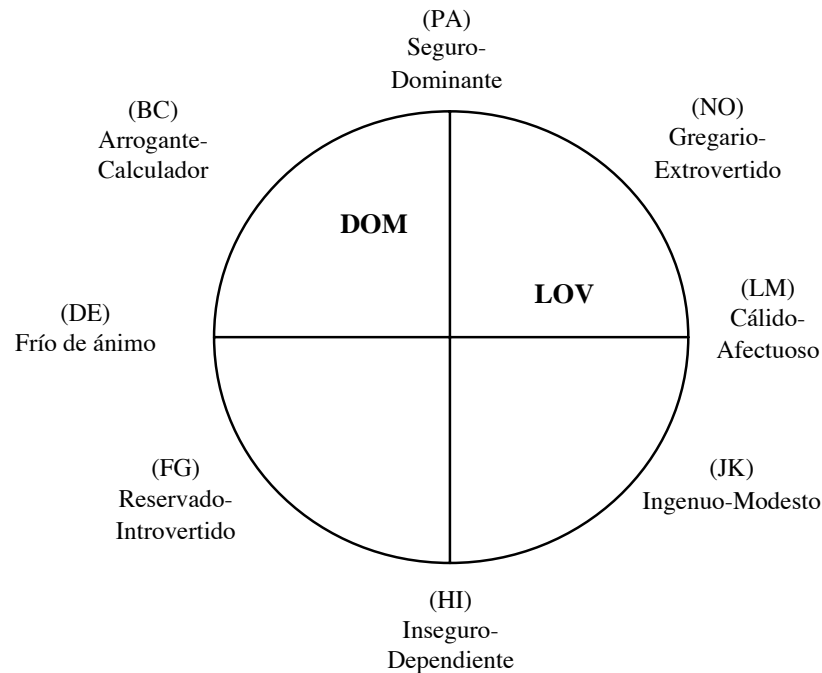 (PA)
Seguro-
Dominante
(BC)
Arrogante-
Calculador
(NO)
Gregario-
Extrovertido
DOM
LOV
(DE)
Frío de ánimo
(LM)
Cálido-
Afectuoso
(FG)
Reservado-
Introvertido
(JK)
Ingenuo-Modesto
(HI)
Inseguro-
Dependiente